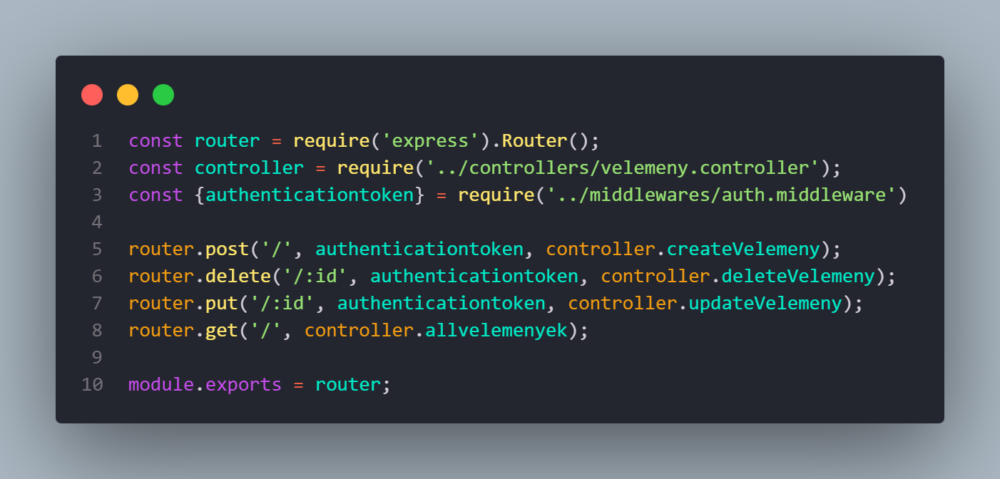 1 const router = require('express').Router();
2 const controller = require('../controllers/velemeny.controller');
3 const {authenticationtoken} = require('../middlewares/auth.middleware')
4
5 router.post('/', authenticationtoken, controller.createVelemeny);
6 router.delete('/:id', authenticationtoken, controller.deleteVelemeny);
7 router.put('/:id', authenticationtoken, controller.updateVelemeny);
8 router.get('/', controller.allvelemenyek);
9
10 module.exports = router;